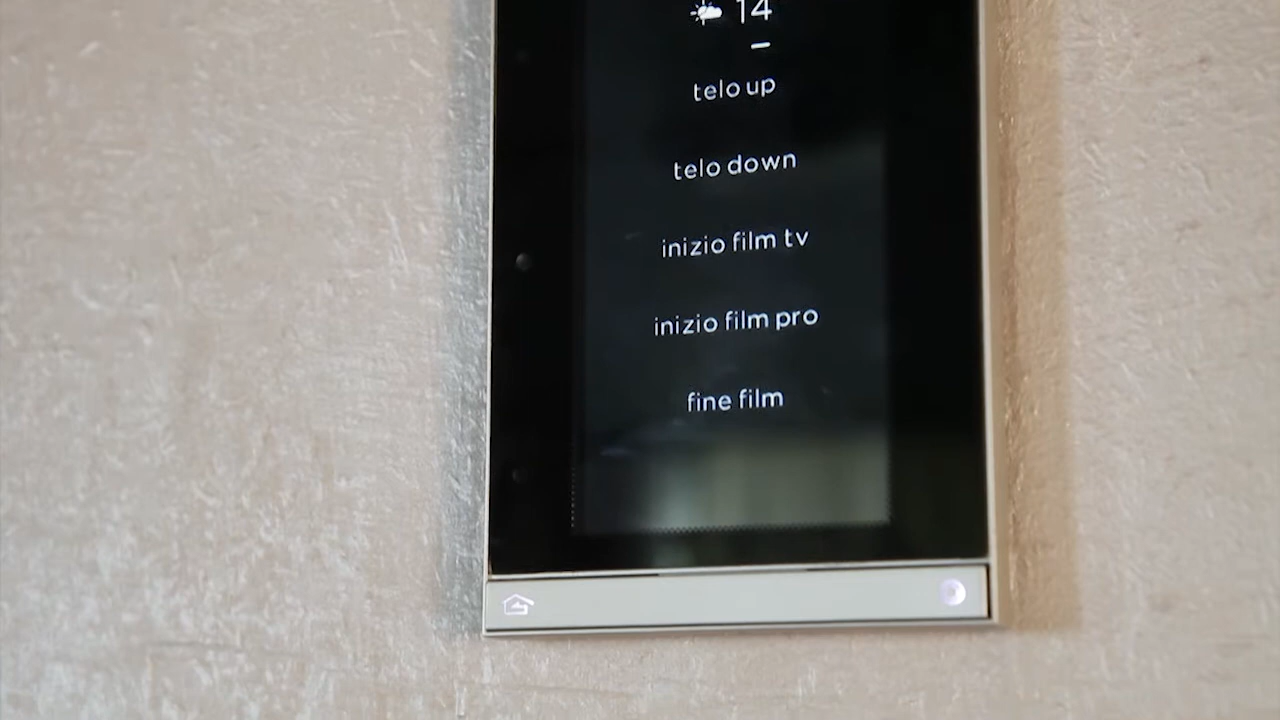 14
telo up
telo down
inizio film tv
inizio film pro
fine film